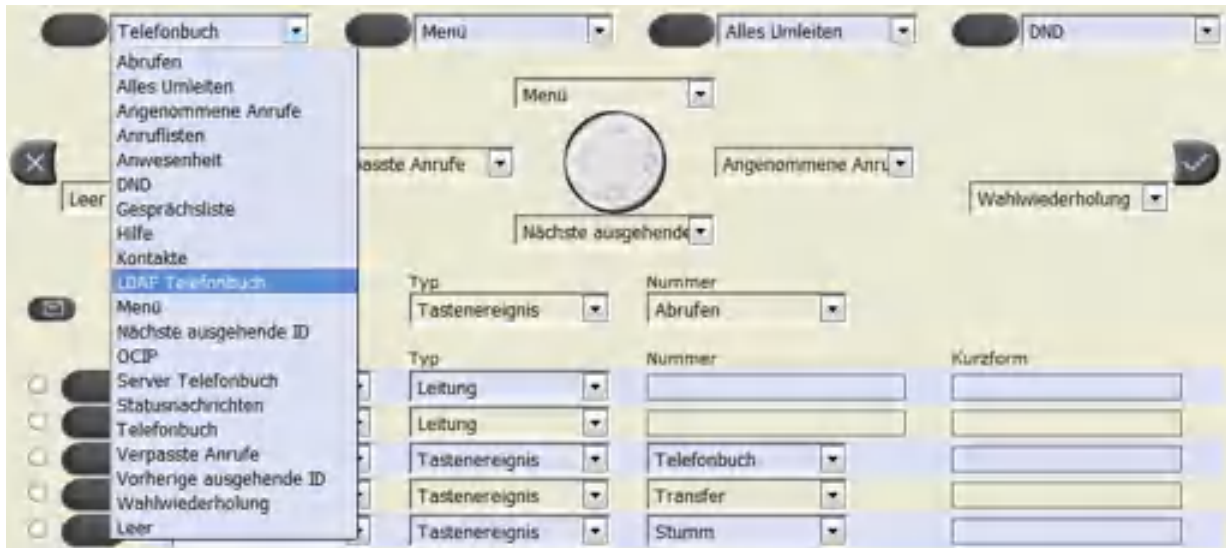 Telefonbuch Menü Alles Umleiten DND
Abrufen
Alles Umleiten
Angenommene Anrufe
Anruflisten
Anwesenheit
DND
Gesprächsliste
Hilfe
Kontakte
LDAP Telefonbuch
Menü
Nächste ausgehende ID
OCIP
Server Telefonbuch
Statusnachrichten
Telefonbuch
Verpasste Anrufe
Vorherige ausgehende ID
Wahlwiederholung
Leer
Menü
passte Anrufe Angenommene Anru
Leer Wahlwiederholung
Nächste ausgehende
Typ Nummer
Tastenereignis Abrufen
Typ Nummer Kurzform
Leitung
Leitung
Tastenereignis Telefonbuch
Tastenereignis Transfer
Tastenereignis Stumm